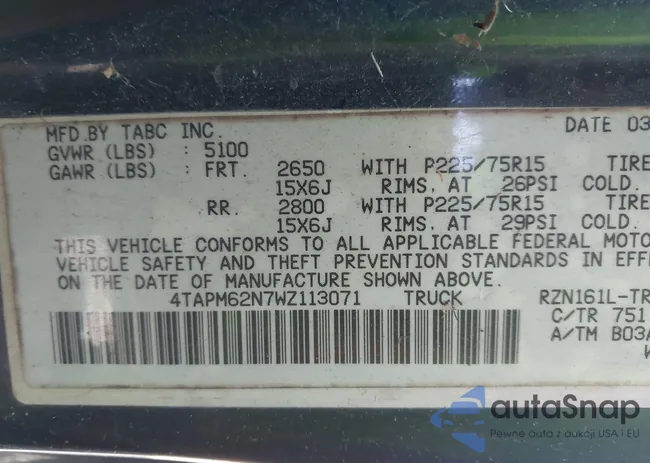 MFD.BY TABC INC. DATE 03
GVWR (LBS) : 5100
GAWR (LBS) : FRT. 2650 WITH P225/75R15 TIRE
15X6J RIMS. AT 26PSI COLD.
RR. 2800 WITH P225/75R15 TIRE
15X6J RIMS. AT 29PSI COLD.
THIS VEHICLE CONFORMS TO ALL APPLICABLE FEDERAL MOTO
VEHICLE SAFETY AND THEFT PREVENTION STANDARDS IN EFF
ON THE DATE OF MANUFACTURE SHOWN ABOVE.
4TAPM62N7WZ113071 TRUCK RZN161L-TR
C/TR 751
A/TM B03A
autoSnap
Pewne auta z aukcji USA i EU